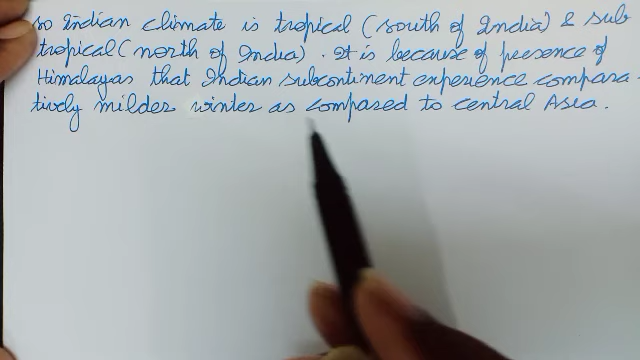 so Indian climate is tropical (south of India) & sub
tropical (north of India). It is because of presence of
Himalayas that Indian subcontinent experience compara-
tively milder winter as compared to central Asia.